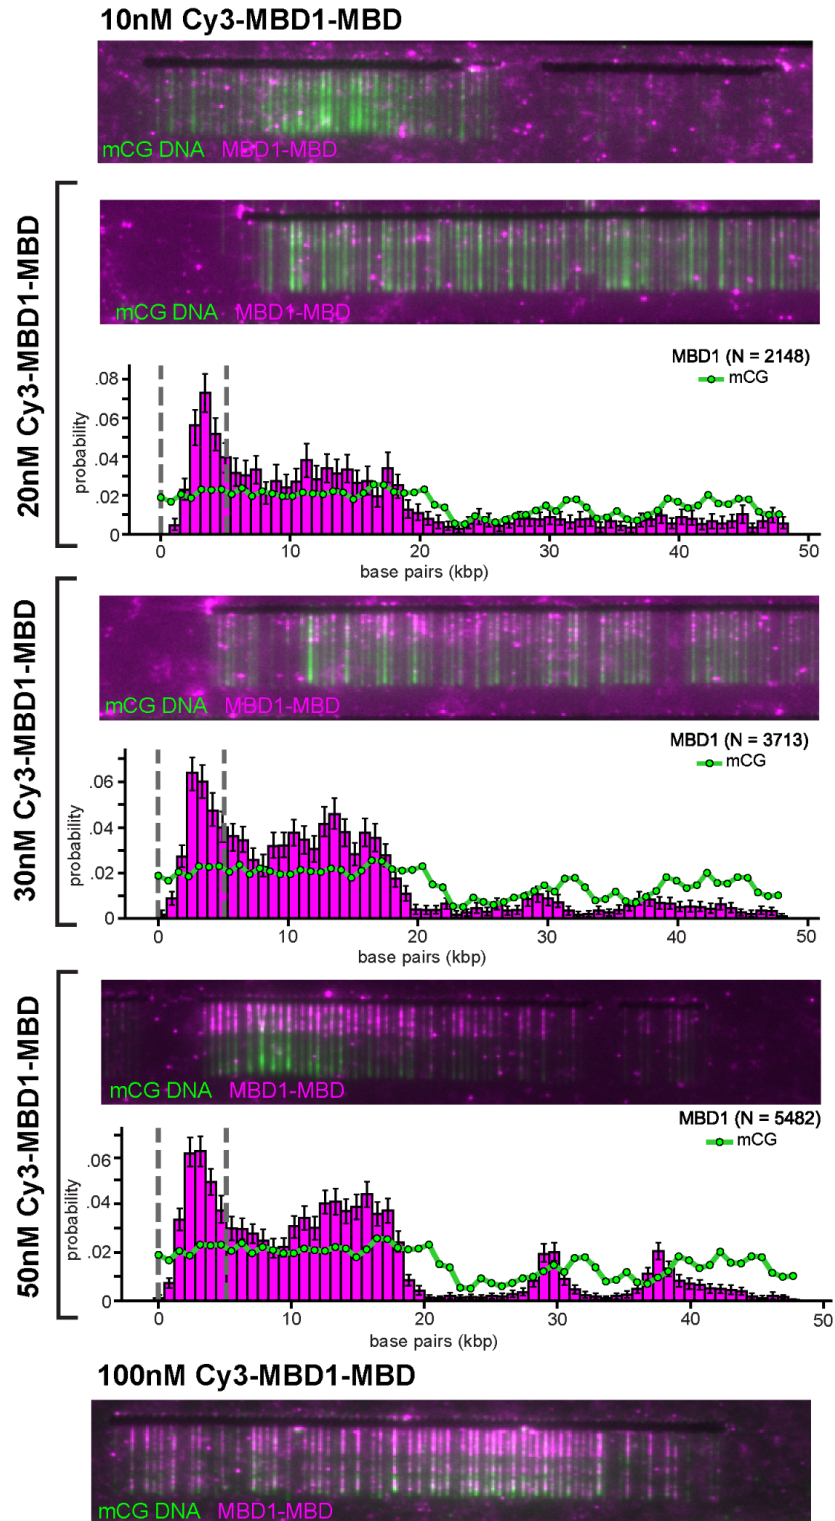 10nM Cy3-MBD1-MBD
mCG DNA MBD1-MBD
20nM Cy3-MBD1-MBD
mCG DNA MBD1-MBD
MBD1 (N = 2148)
mCG
probability
.08
.06
.04
.02
0
0 10 20 30 40 50
base pairs (kbp)
30nM Cy3-MBD1-MBD
mCG DNA MBD1-MBD
MBD1 (N = 3713)
mCG
probability
.06
.04
.02
0
0 10 20 30 40 50
base pairs (kbp)
50nM Cy3-MBD1-MBD
mCG DNA MBD1-MBD
MBD1 (N = 5482)
mCG
probability
.06
.04
.02
0
0 10 20 30 40 50
base pairs (kbp)
100nM Cy3-MBD1-MBD
mCG DNA MBD1-MBD